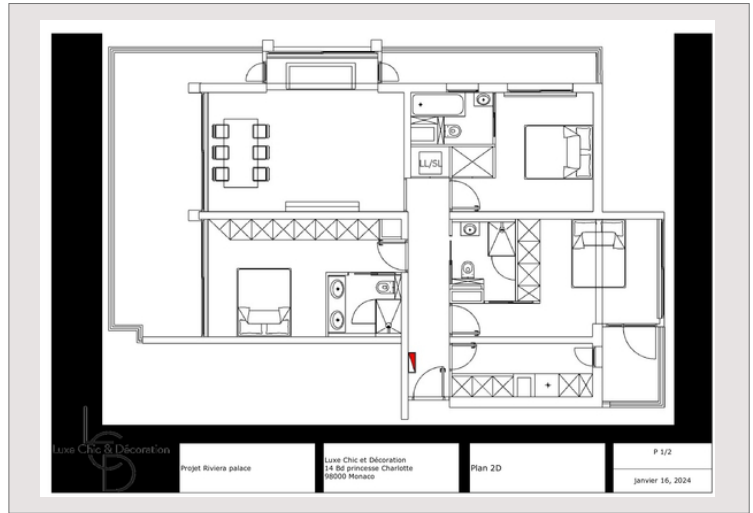 LL/SL
Luxe Chic & Décoration
LCD
Projet Riviera palace
Luxe Chic et Décoration
14 Bd princesse Charlotte
98000 Monaco
Plan 2D
P 1/2
janvier 16, 2024